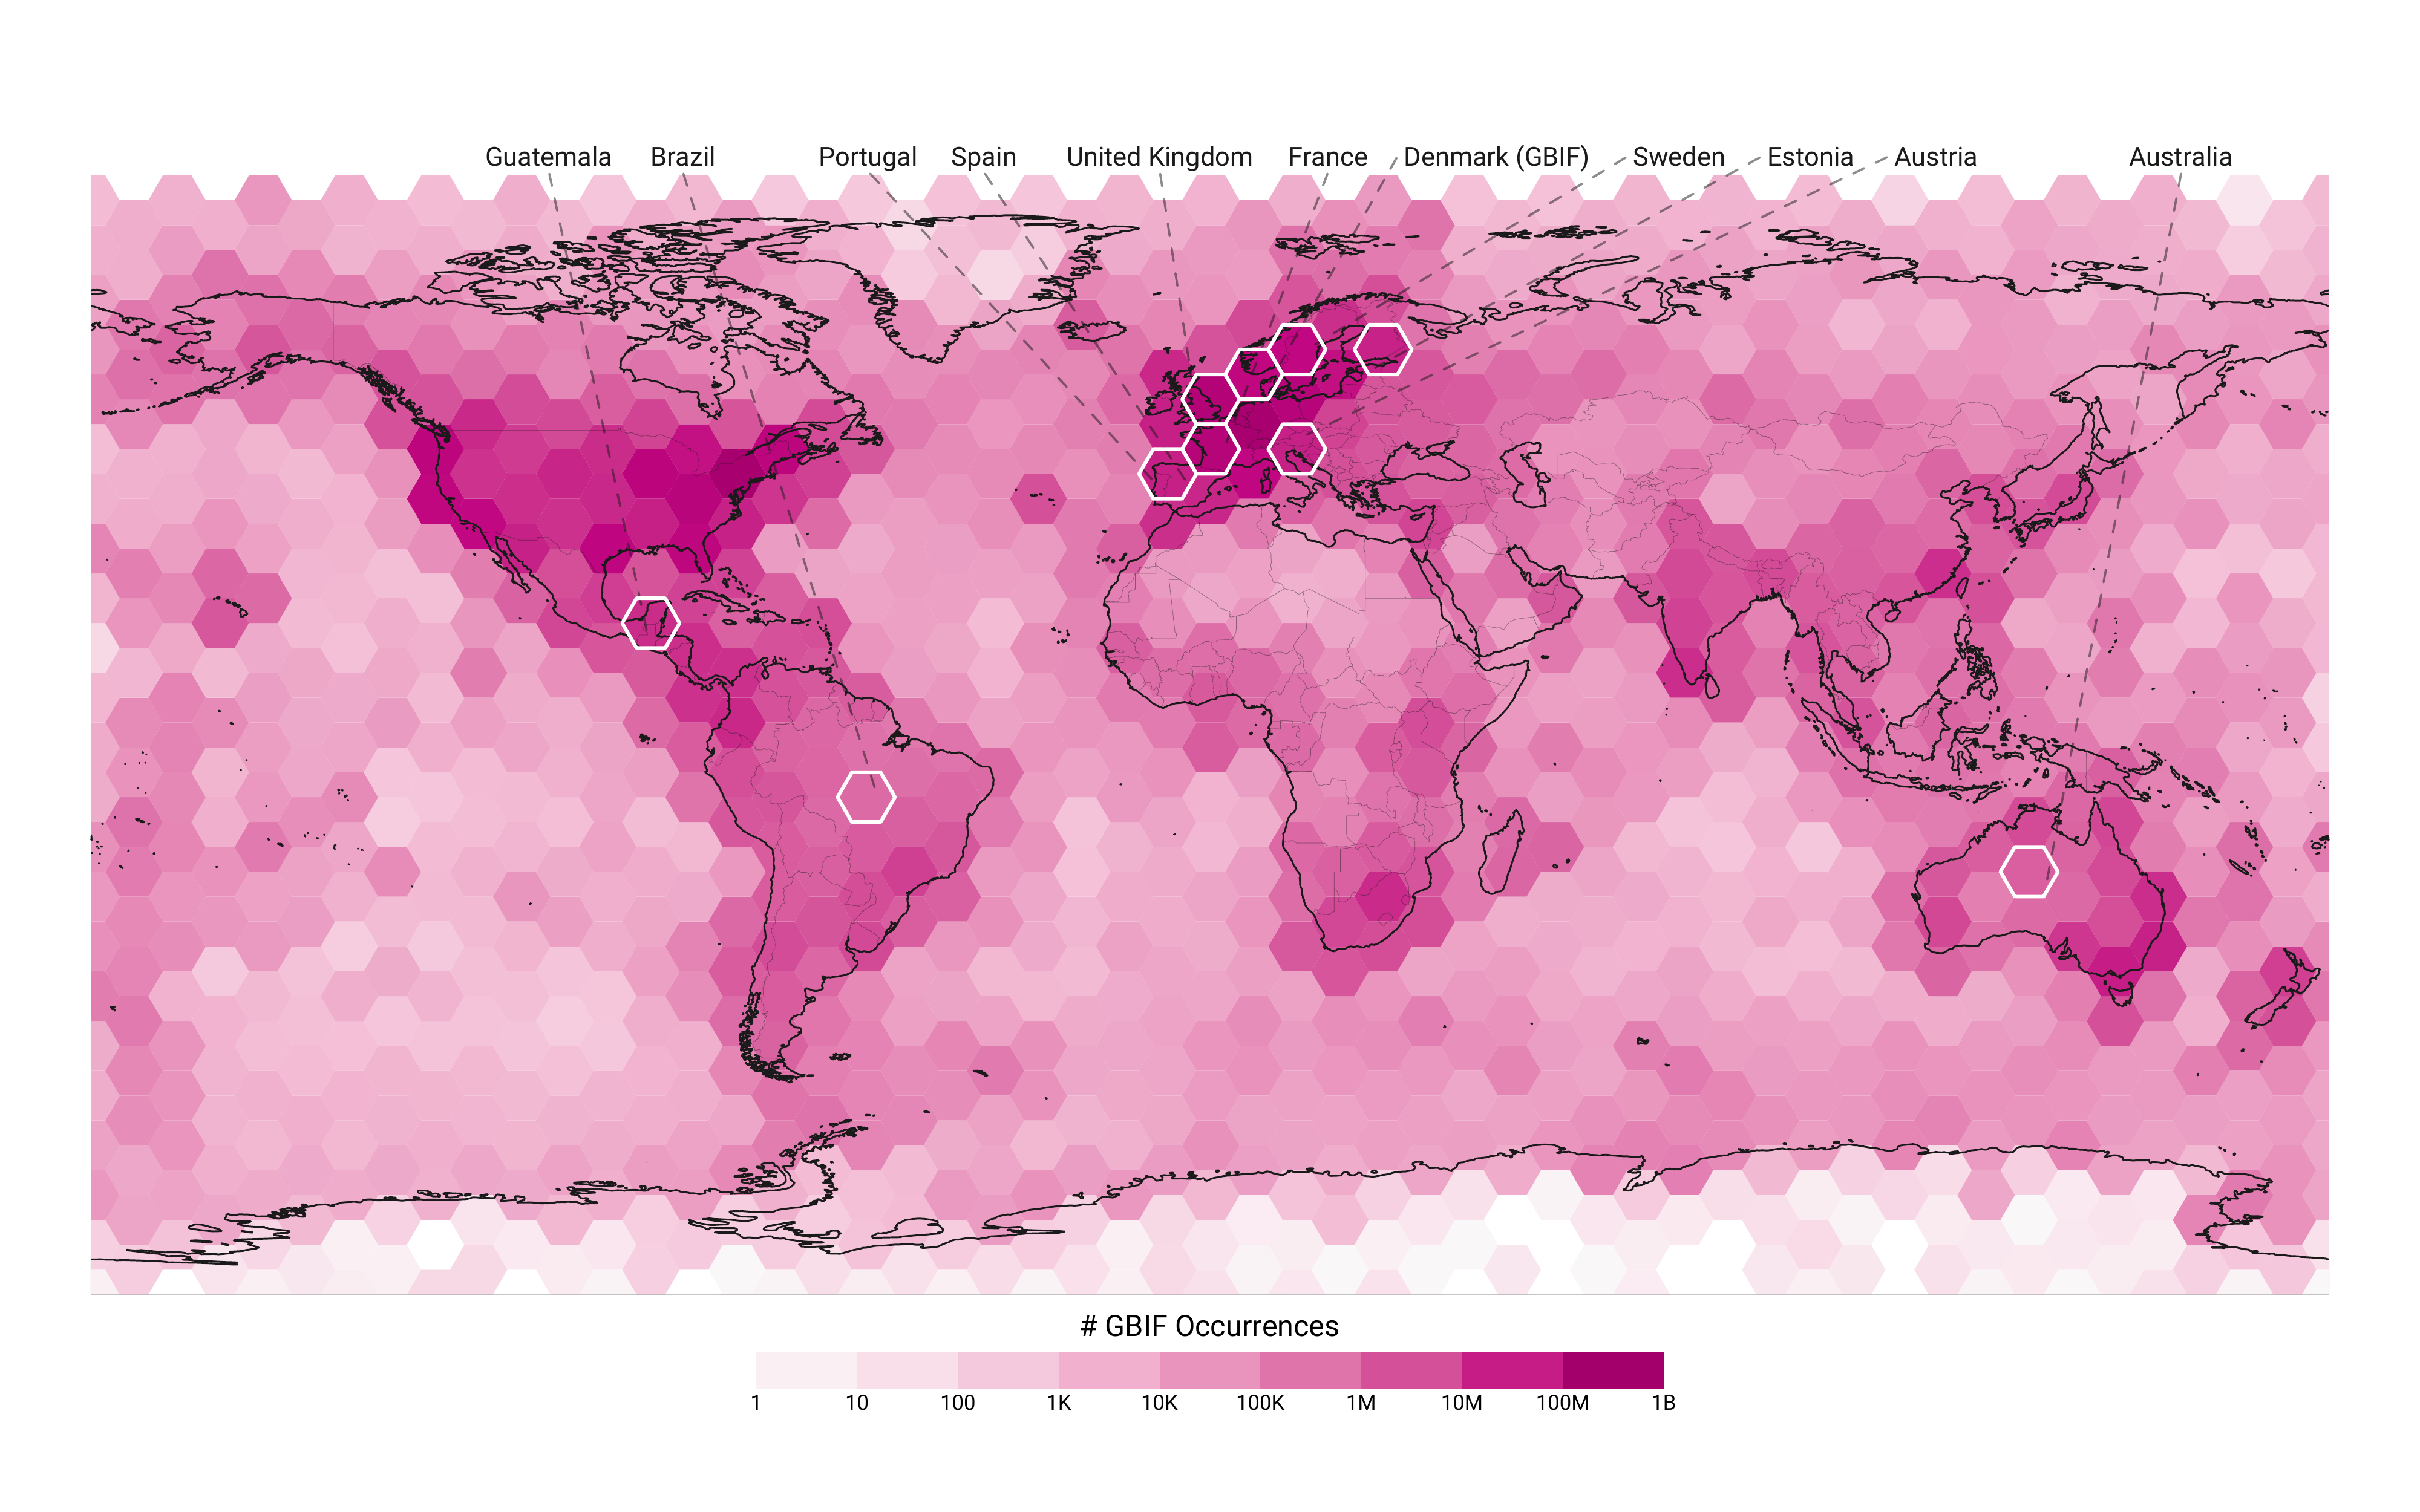 Guatemala Brazil Portugal Spain United Kingdom France Denmark (GBIF) Sweden Estonia Austria Australia
# GBIF Occurrences
1 10 100 1K 10K 100K 1M 10M 100M 1B